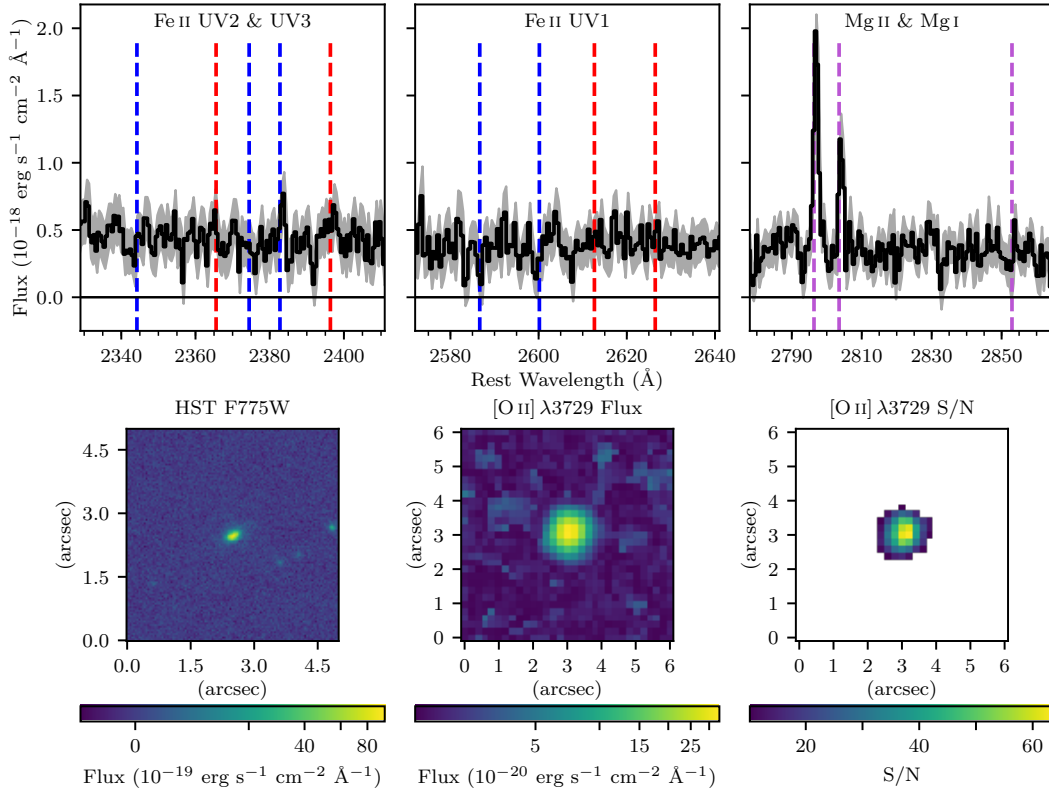 Fe II UV2 & UV3
Fe II UV1
Mg II & Mg I
Flux (10⁻¹⁸ erg s⁻¹ cm⁻² Å⁻¹)
2.0
1.5
1.0
0.5
0.0
2340 2360 2380 2400
2580 2600 2620 2640
2790 2810 2830 2850
Rest Wavelength (Å)
HST F775W
(arcsec)
4.5
3.0
1.5
0.0
0.0 1.5 3.0 4.5
(arcsec)
0 40 80
Flux (10⁻¹⁹ erg s⁻¹ cm⁻² Å⁻¹)
[O II] λ3729 Flux
(arcsec)
6
5
4
3
2
1
0
0 1 2 3 4 5 6
(arcsec)
5 15 25
Flux (10⁻²⁰ erg s⁻¹ cm⁻² Å⁻¹)
[O II] λ3729 S/N
(arcsec)
6
5
4
3
2
1
0
0 1 2 3 4 5 6
(arcsec)
20 40 60
S/N